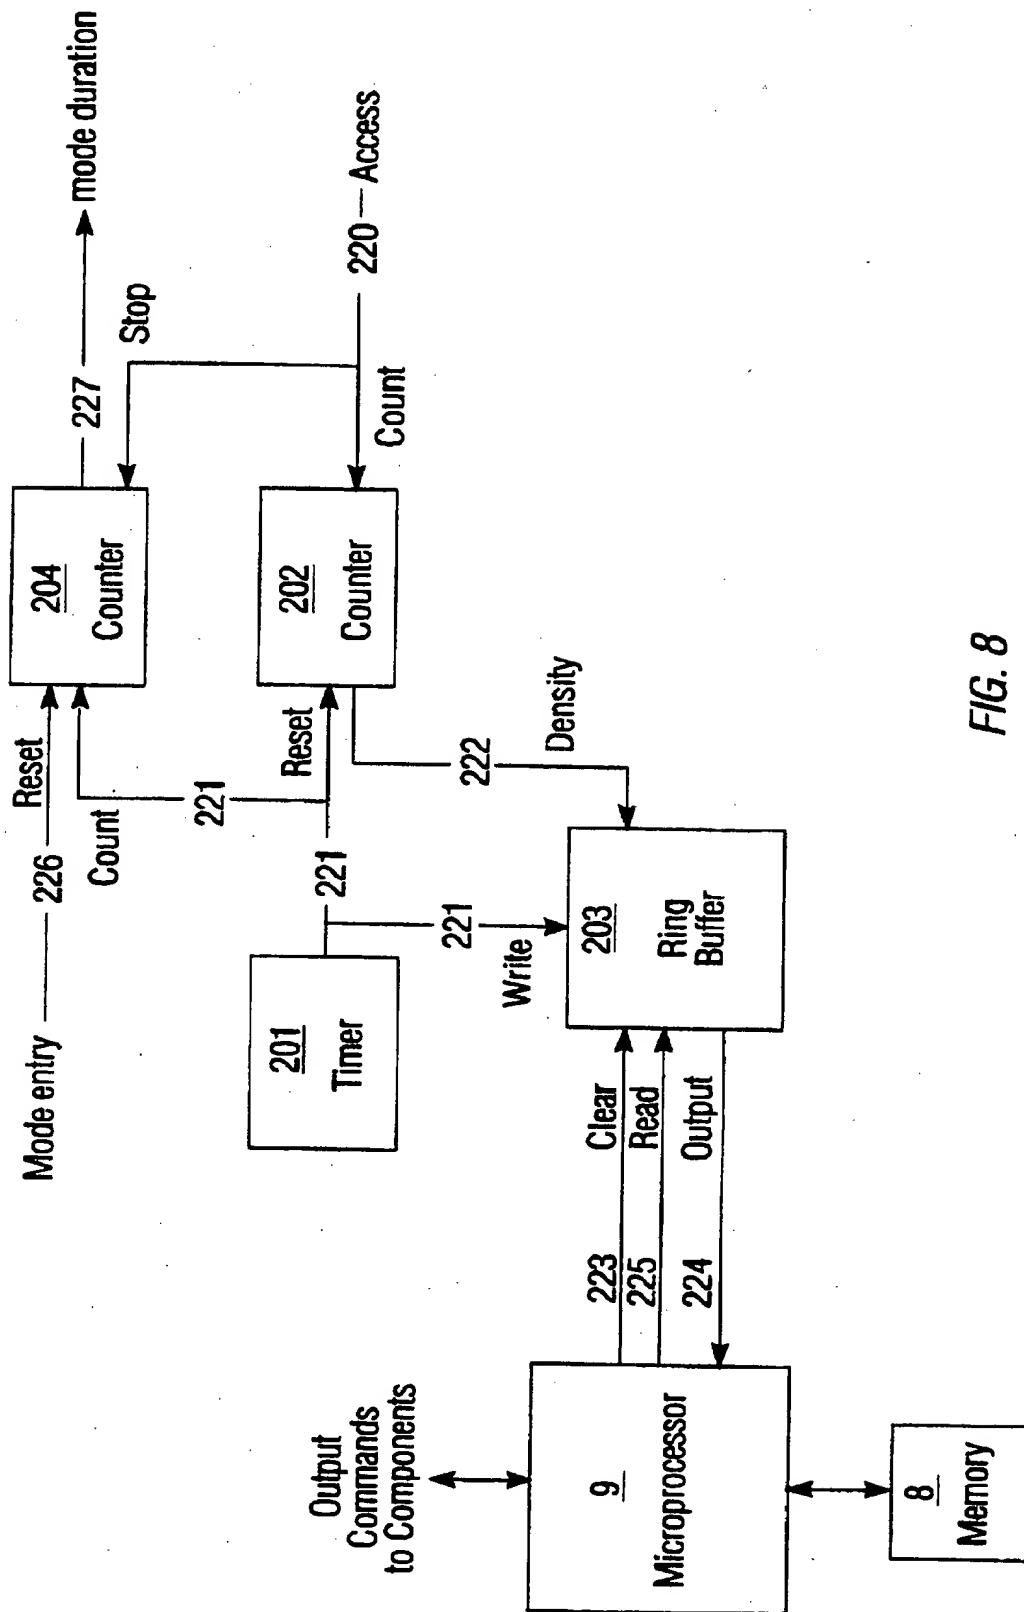 Mode entry
226
Reset
Count
204
Counter
227
mode duration
Stop
221
Reset
202
Counter
Count
220
Access
201
Timer
221
221
Write
222
Density
203
Ring
Buffer
Output
Commands
to Components
9
Microprocessor
223
Clear
225
Read
224
Output
8
Memory
FIG. 8